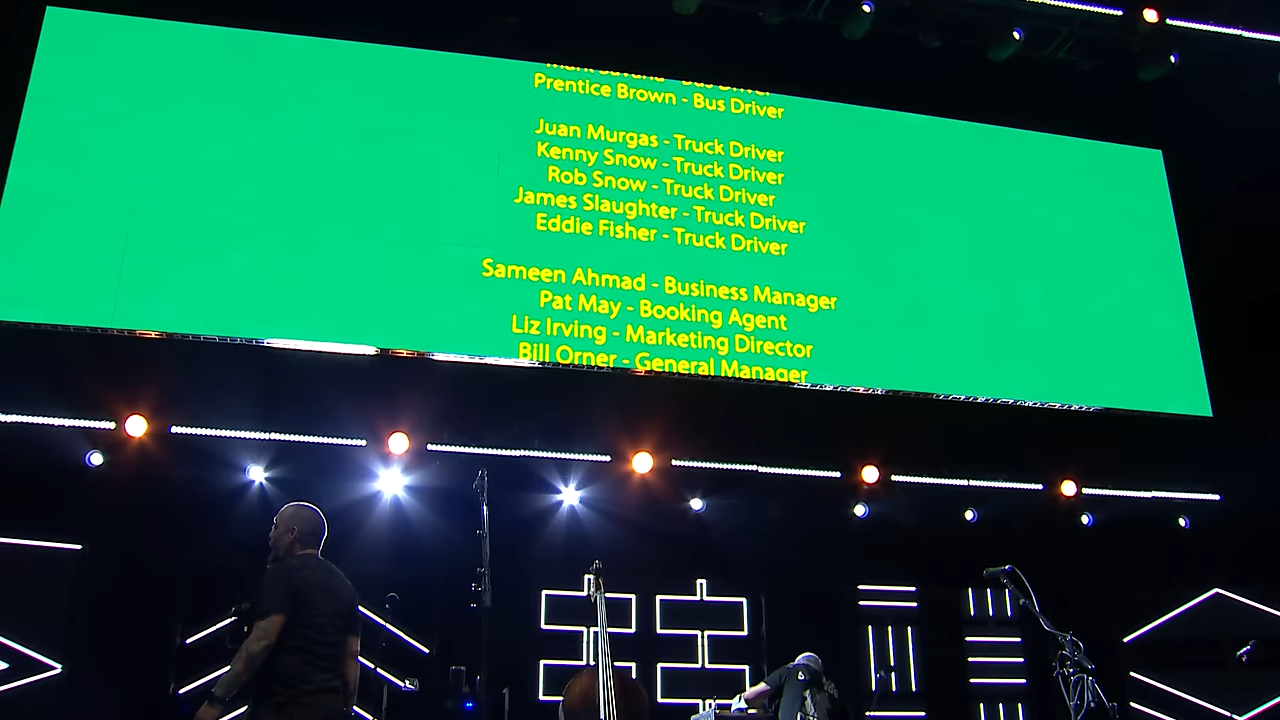 Bus Driver
Prentice Brown - Bus Driver
Juan Murgas - Truck Driver
Kenny Snow - Truck Driver
Rob Snow - Truck Driver
James Slaughter - Truck Driver
Eddie Fisher - Truck Driver
Sameen Ahmad - Business Manager
Pat May - Booking Agent
Liz Irving - Marketing Director
Bill Orner - General Manager